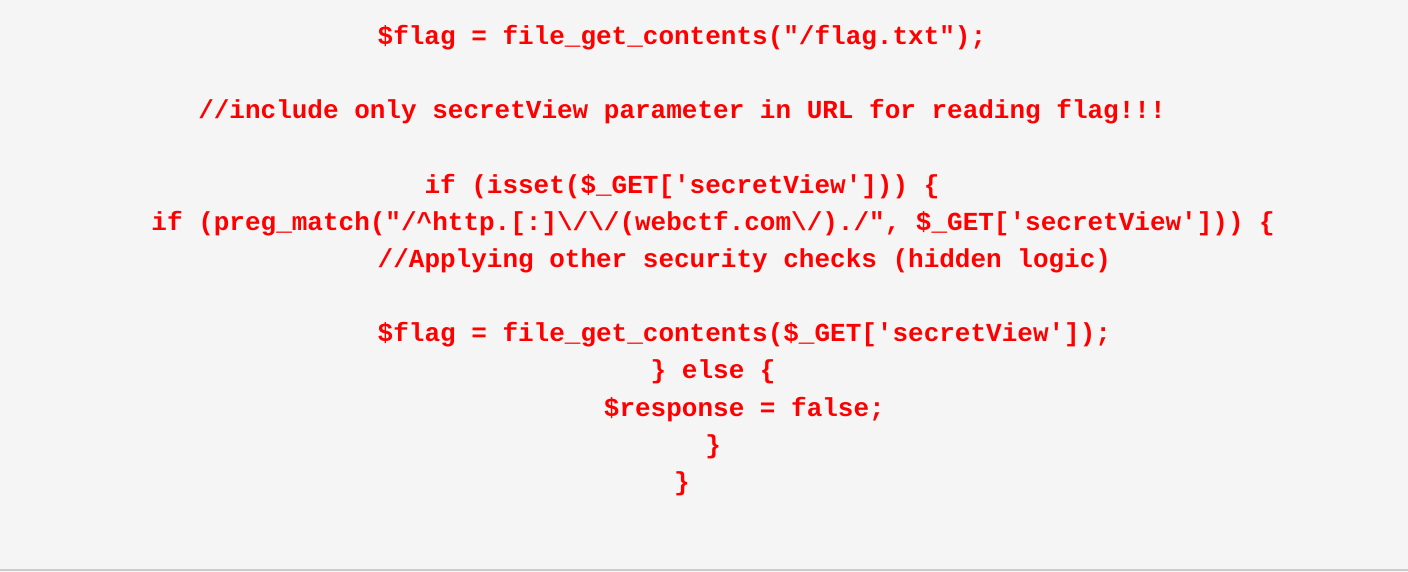 $flag = file_get_contents("/flag.txt");
//include only secretView parameter in URL for reading flag!!!
if (isset($_GET['secretView'])) {
if (preg_match("/^http.[:]\/\/(webctf.com\/)./", $_GET['secretView'])) {
//Applying other security checks (hidden logic)
$flag = file_get_contents($_GET['secretView']);
} else {
$response = false;
}
}